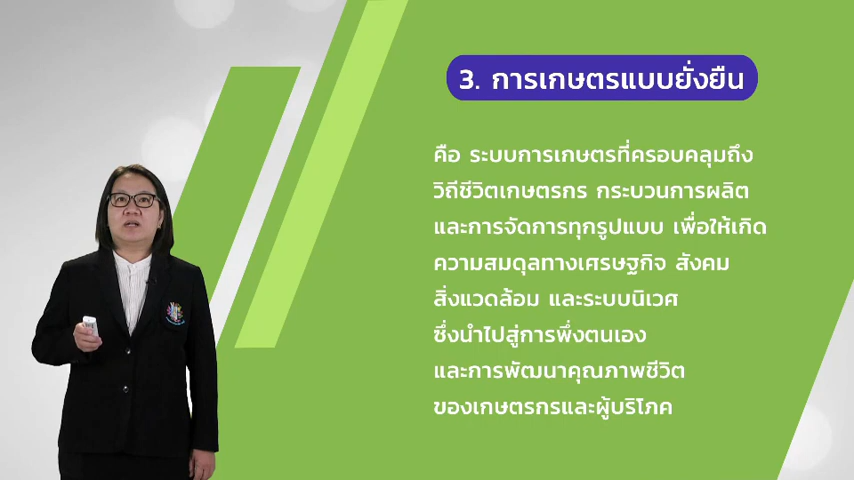 3. การเกษตรแบบยั่งยืน
คือ ระบบการเกษตรที่ครอบคลุมถึง
วิถีชีวิตเกษตรกร กระบวนการผลิต
และการจัดการทุกรูปแบบ เพื่อให้เกิด
ความสมดุลทางเศรษฐกิจ สังคม
สิ่งแวดล้อม และระบบนิเวศ
ซึ่งนำไปสู่การพึ่งตนเอง
และการพัฒนาคุณภาพชีวิต
ของเกษตรกรและผู้บริโภค